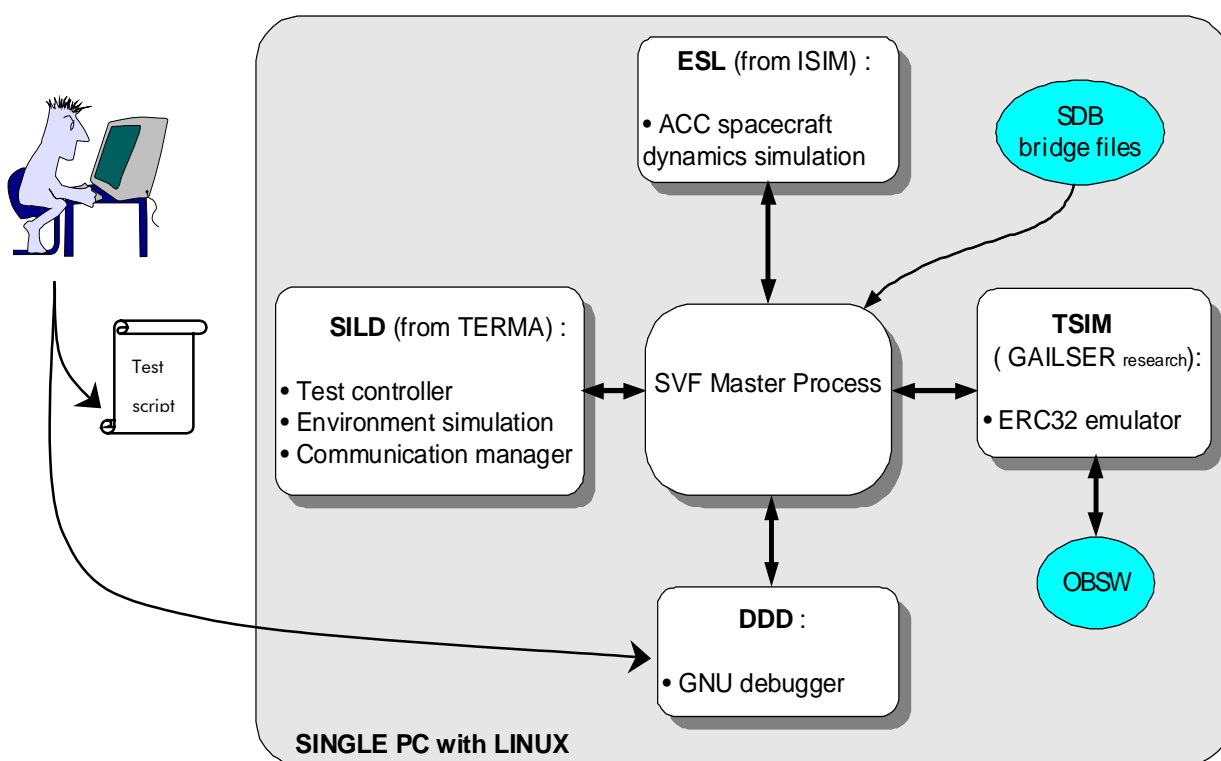 ESL (from ISIM) :
• ACC spacecraft
dynamics simulation
SDB
bridge files
SILD (from TERMA) :
• Test controller
• Environment simulation
• Communication manager
SVF Master Process
TSIM
( GAILSER research):
• ERC32 emulator
Test
script
OBSW
DDD :
• GNU debugger
SINGLE PC with LINUX